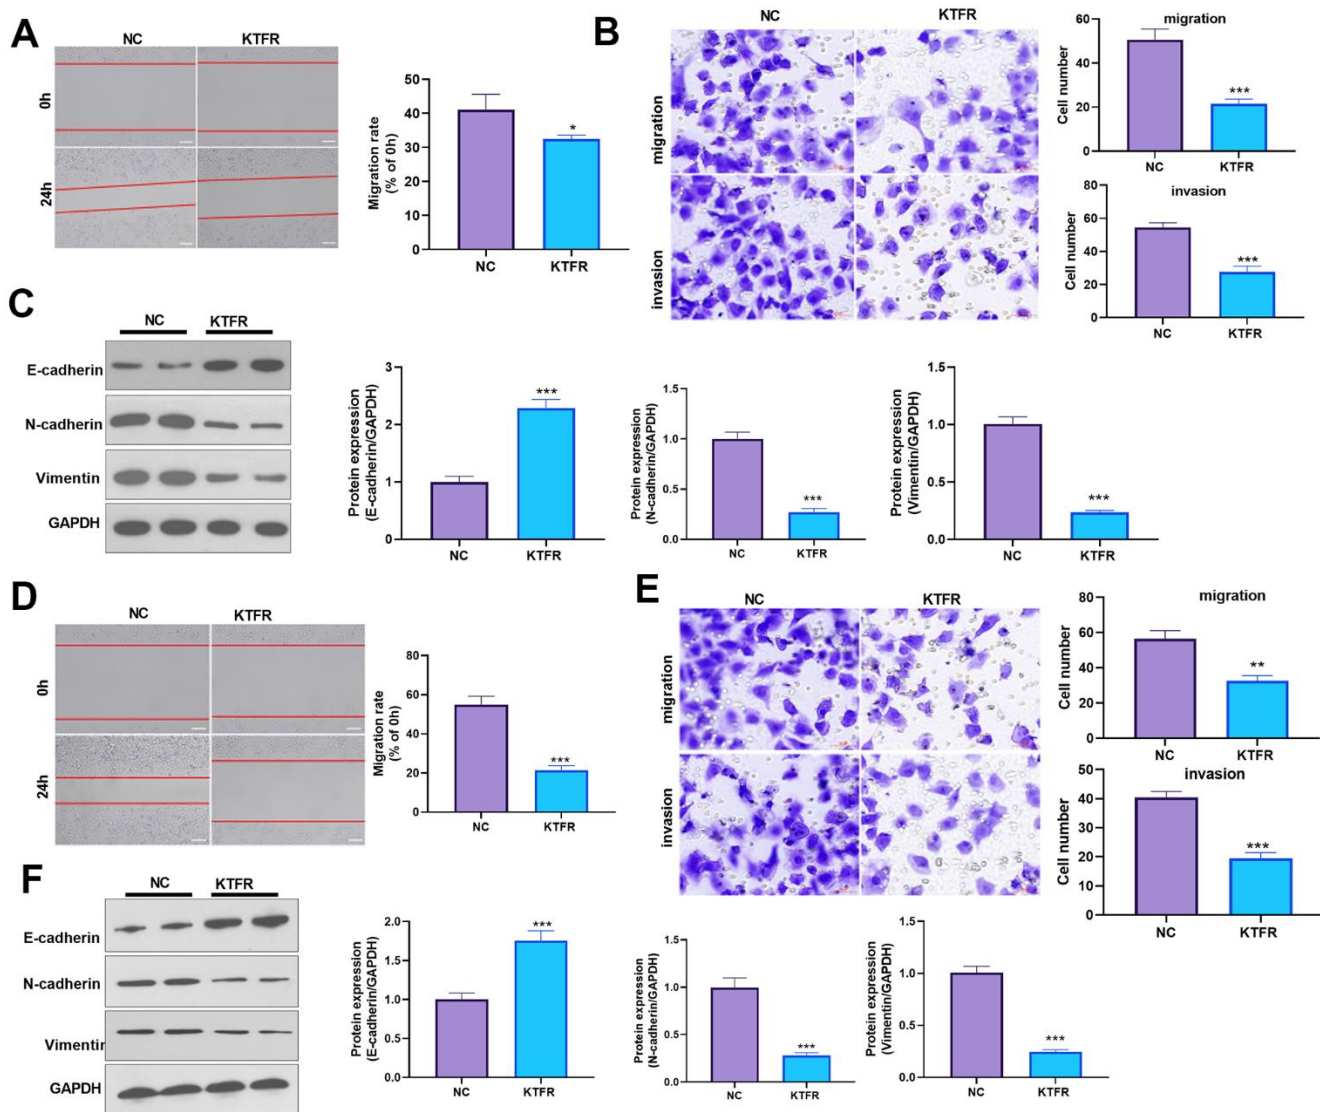 A
NC
KTFR
0h
24h
Migration rate
(% of 0h)
50
40
30
20
10
0
*
NC
KTFR
B
NC
KTFR
migration
invasion
migration
Cell number
60
40
20
0
***
NC
KTFR
invasion
Cell number
80
60
40
20
0
***
NC
KTFR
C
NC
KTFR
E-cadherin
N-cadherin
Vimentin
GAPDH
Protein expression
(E-cadherin/GAPDH)
3
2
1
0
***
NC
KTFR
Protein expression
(N-cadherin/GAPDH)
1.5
1.0
0.5
0.0
***
NC
KTFR
Protein expression
(Vimentin/GAPDH)
1.5
1.0
0.5
0.0
***
NC
KTFR
D
NC
KTFR
0h
24h
Migration rate
(% of 0h)
80
60
40
20
0
***
NC
KTFR
E
NC
KTFR
migration
invasion
migration
Cell number
80
60
40
20
0
**
NC
KTFR
invasion
Cell number
50
40
30
20
10
0
***
NC
KTFR
F
NC
KTFR
E-cadherin
N-cadherin
Vimentin
GAPDH
Protein expression
(E-cadherin/GAPDH)
2.0
1.5
1.0
0.5
0.0
***
NC
KTFR
Protein expression
(N-cadherin/GAPDH)
1.5
1.0
0.5
0.0
***
NC
KTFR
Protein expression
(Vimentin/GAPDH)
1.5
1.0
0.5
0.0
***
NC
KTFR